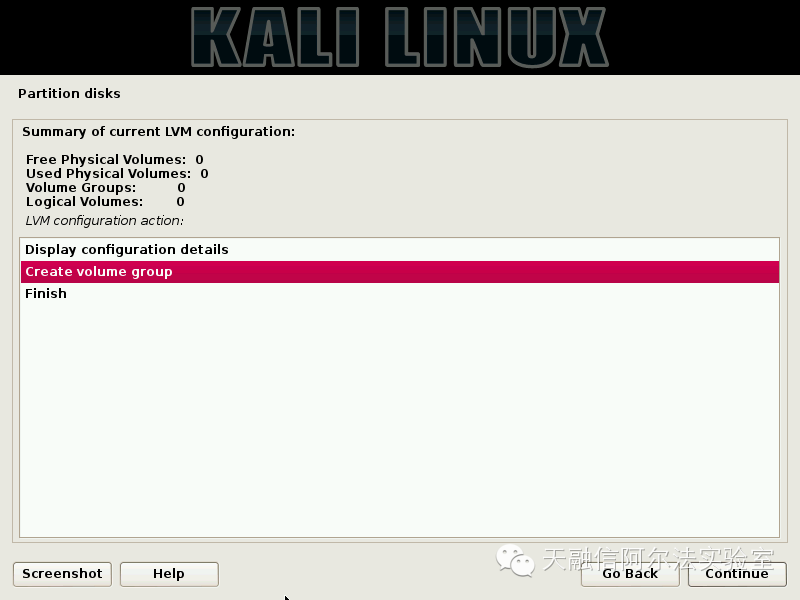 KALI LINUX
Partition disks
Summary of current LVM configuration:
Free Physical Volumes: 0
Used Physical Volumes: 0
Volume Groups: 0
Logical Volumes: 0
LVM configuration action:
Display configuration details
Create volume group
Finish
天融信阿尔法实验室
Screenshot Help Go Back Continue